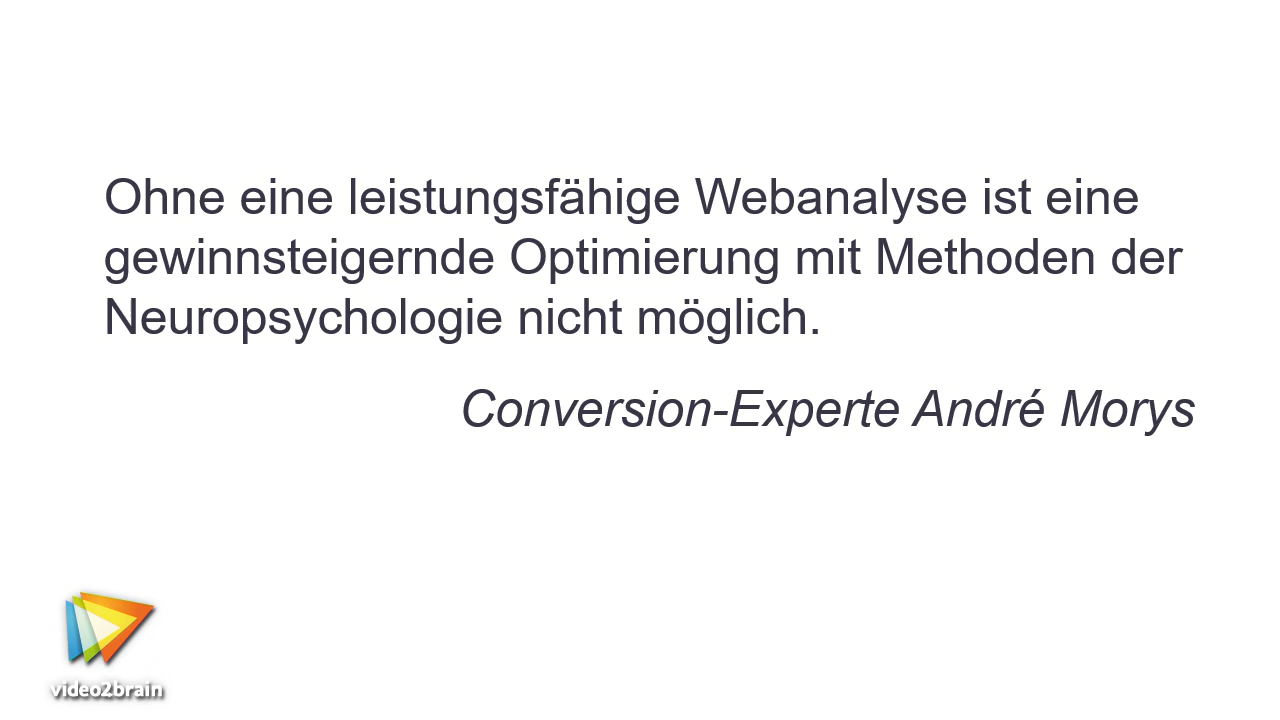 Ohne eine leistungsfähige Webanalyse ist eine
gewinnsteigernde Optimierung mit Methoden der
Neuropsychologie nicht möglich.
Conversion-Experte André Morys
video2brain